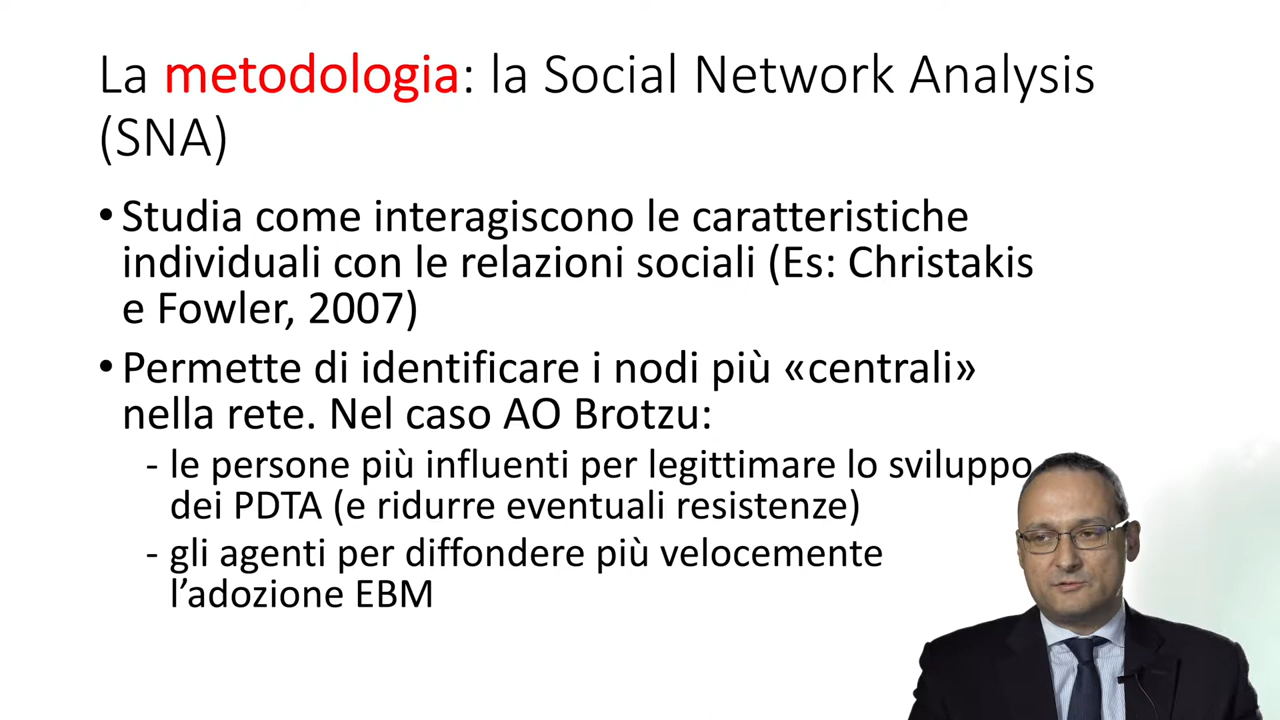 La metodologia: la Social Network Analysis
(SNA)
• Studia come interagiscono le caratteristiche
individuali con le relazioni sociali (Es: Christakis
e Fowler, 2007)
• Permette di identificare i nodi più «centrali»
nella rete. Nel caso AO Brotzu:
- le persone più influenti per legittimare lo sviluppo
dei PDTA (e ridurre eventuali resistenze)
- gli agenti per diffondere più velocemente
l’adozione EBM